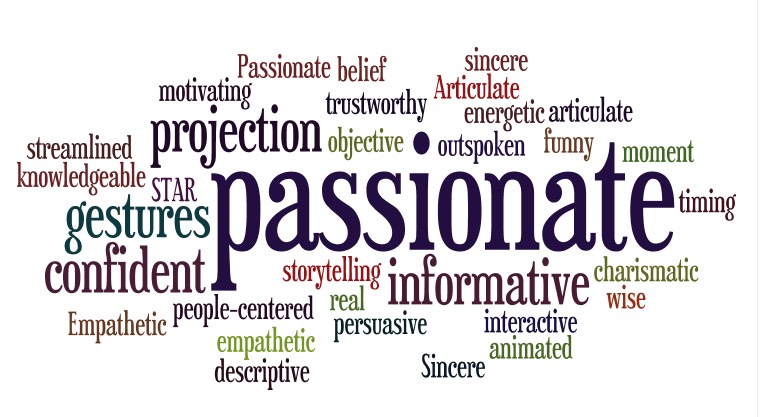 sincere
Passionate belief
Articulate
motivating
trustworthy
energetic articulate
projection
objective
outspoken
funny
streamlined
moment
knowledgeable
STAR
passionate
timing
gestures
confident
storytelling
informative
charismatic
real
wise
people-centered
Empathetic
persuasive
interactive
empathetic
animated
descriptive
Sincere